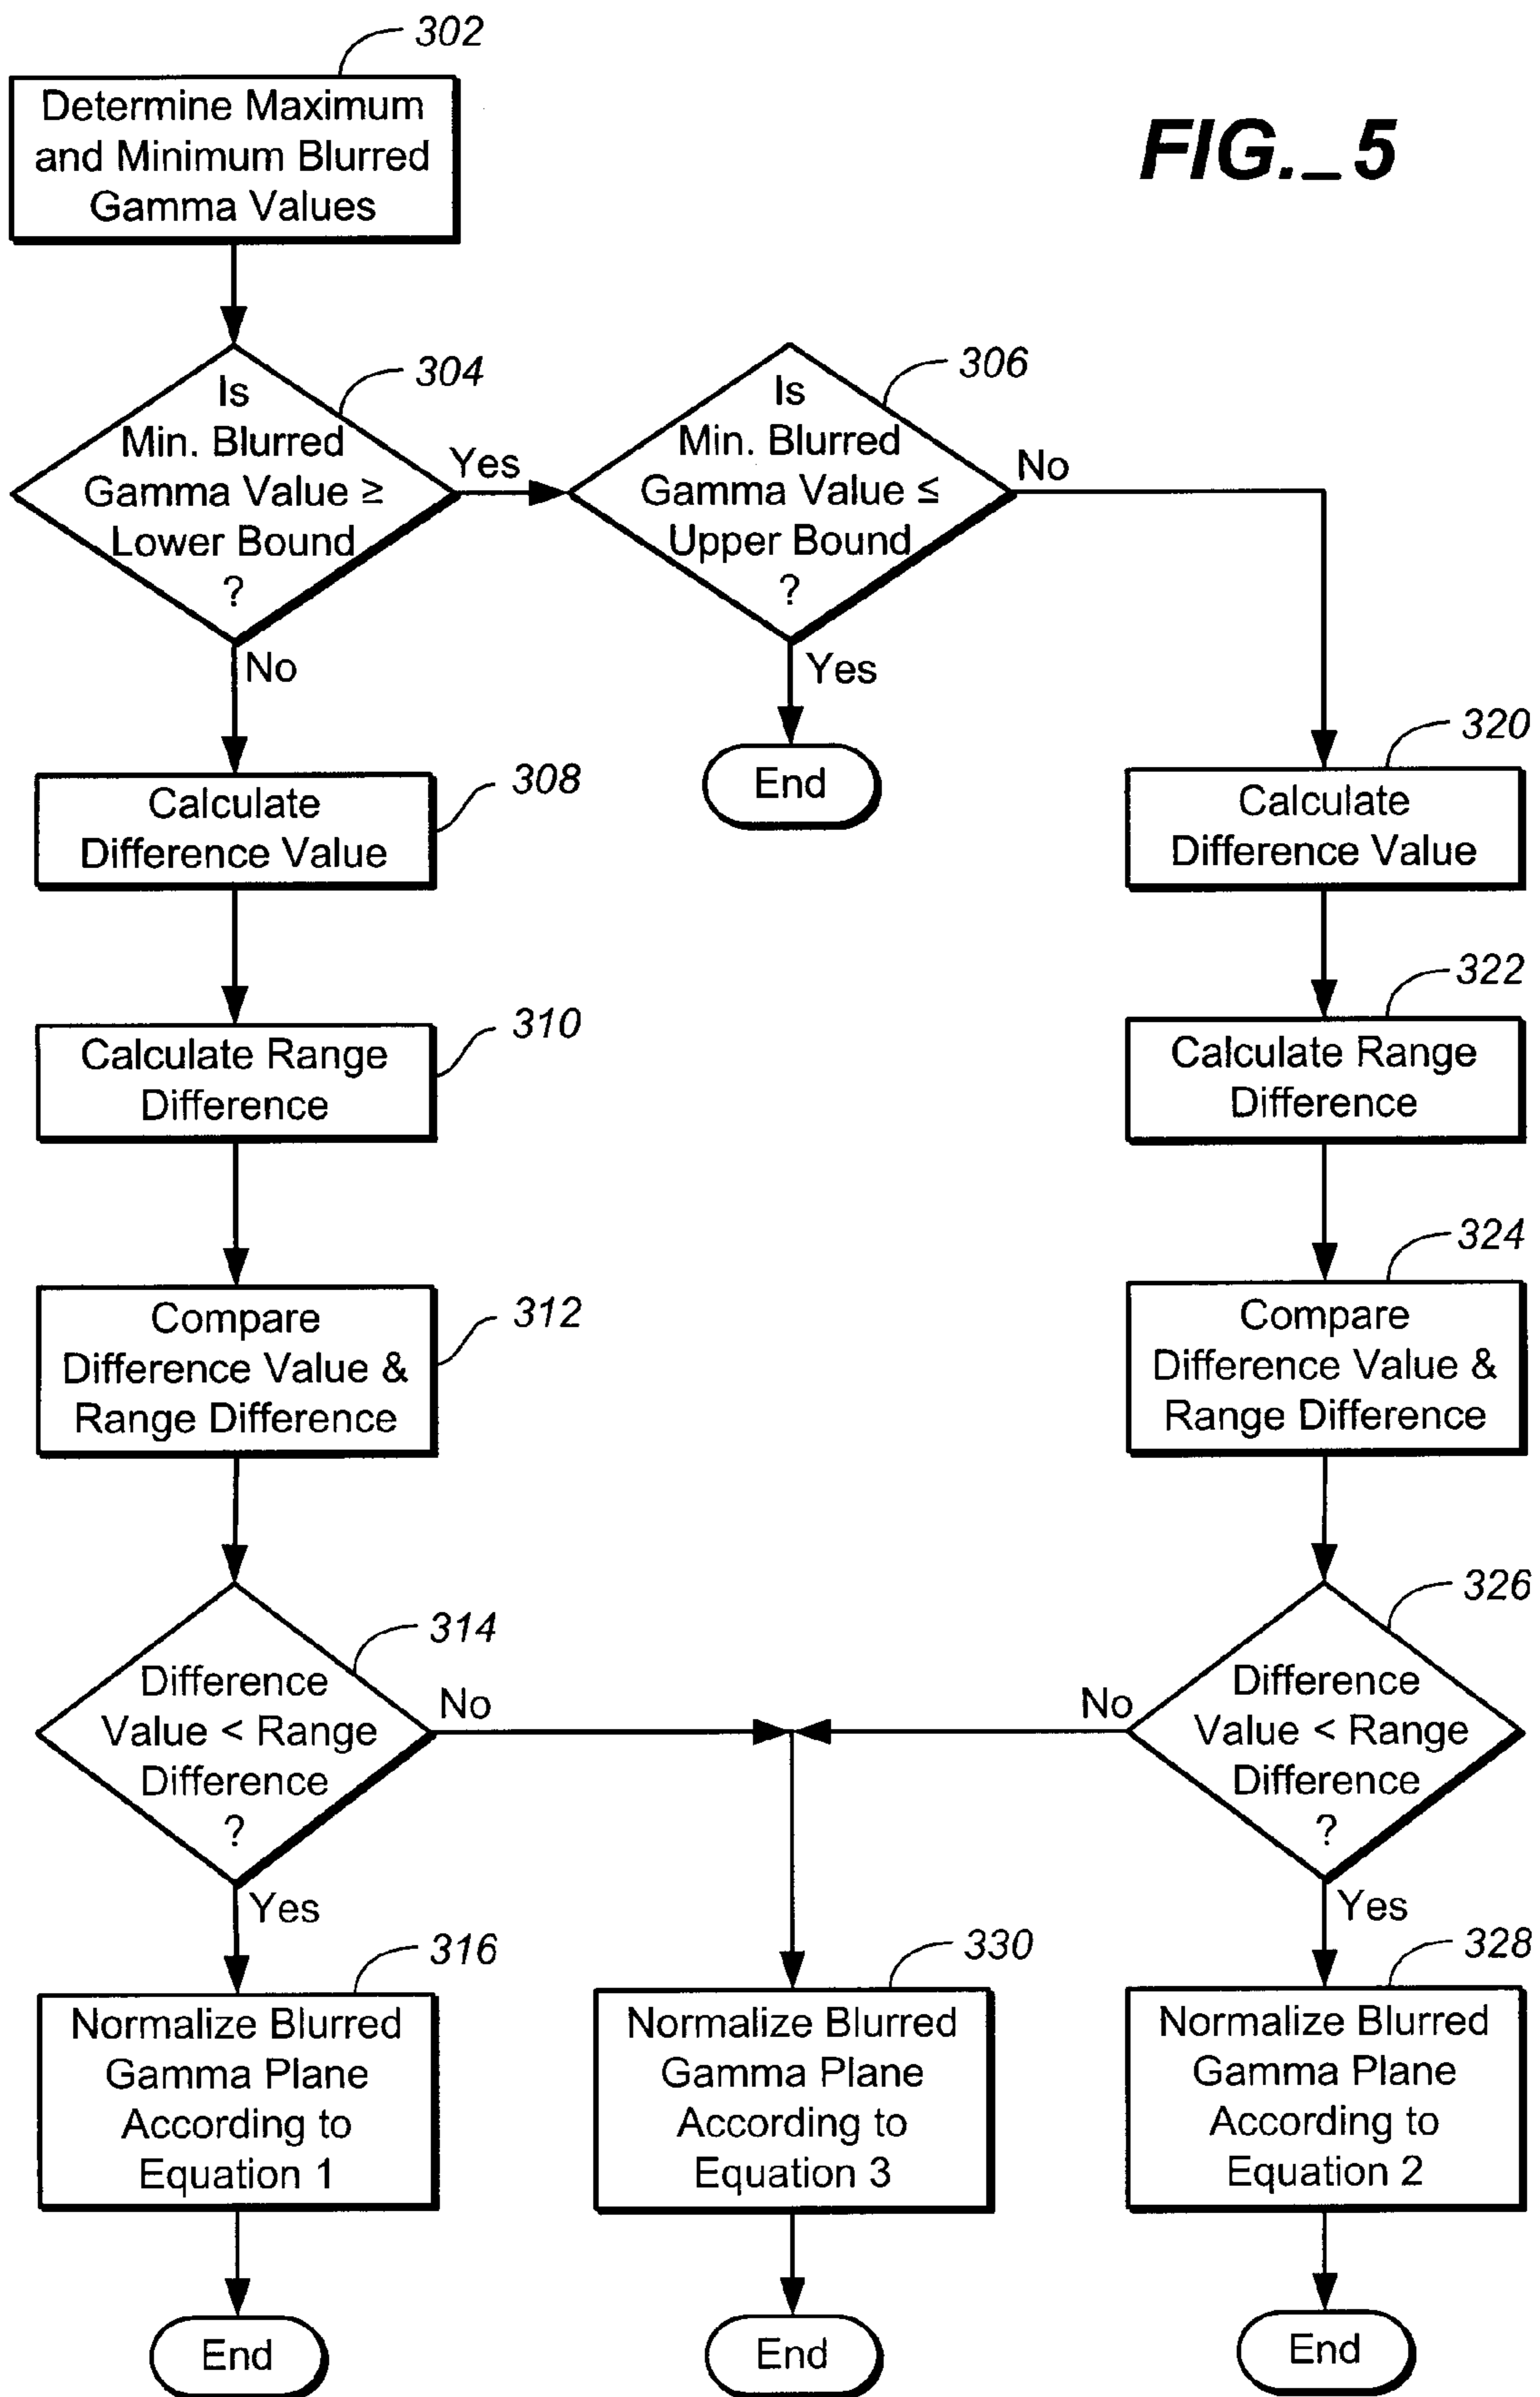 302
Determine Maximum
and Minimum Blurred
Gamma Values
FIG._5
304
Is
Min. Blurred
Gamma Value ≥
Lower Bound
?
Yes
306
Is
Min. Blurred
Gamma Value ≤
Upper Bound
?
No
No
Yes
End
308
Calculate
Difference Value
320
Calculate
Difference Value
310
Calculate Range
Difference
322
Calculate Range
Difference
312
Compare
Difference Value &
Range Difference
324
Compare
Difference Value &
Range Difference
314
Difference
Value < Range
Difference
?
No
326
Difference
Value < Range
Difference
?
No
Yes
Yes
316
Normalize Blurred
Gamma Plane
According to
Equation 1
330
Normalize Blurred
Gamma Plane
According to
Equation 3
328
Normalize Blurred
Gamma Plane
According to
Equation 2
End
End
End